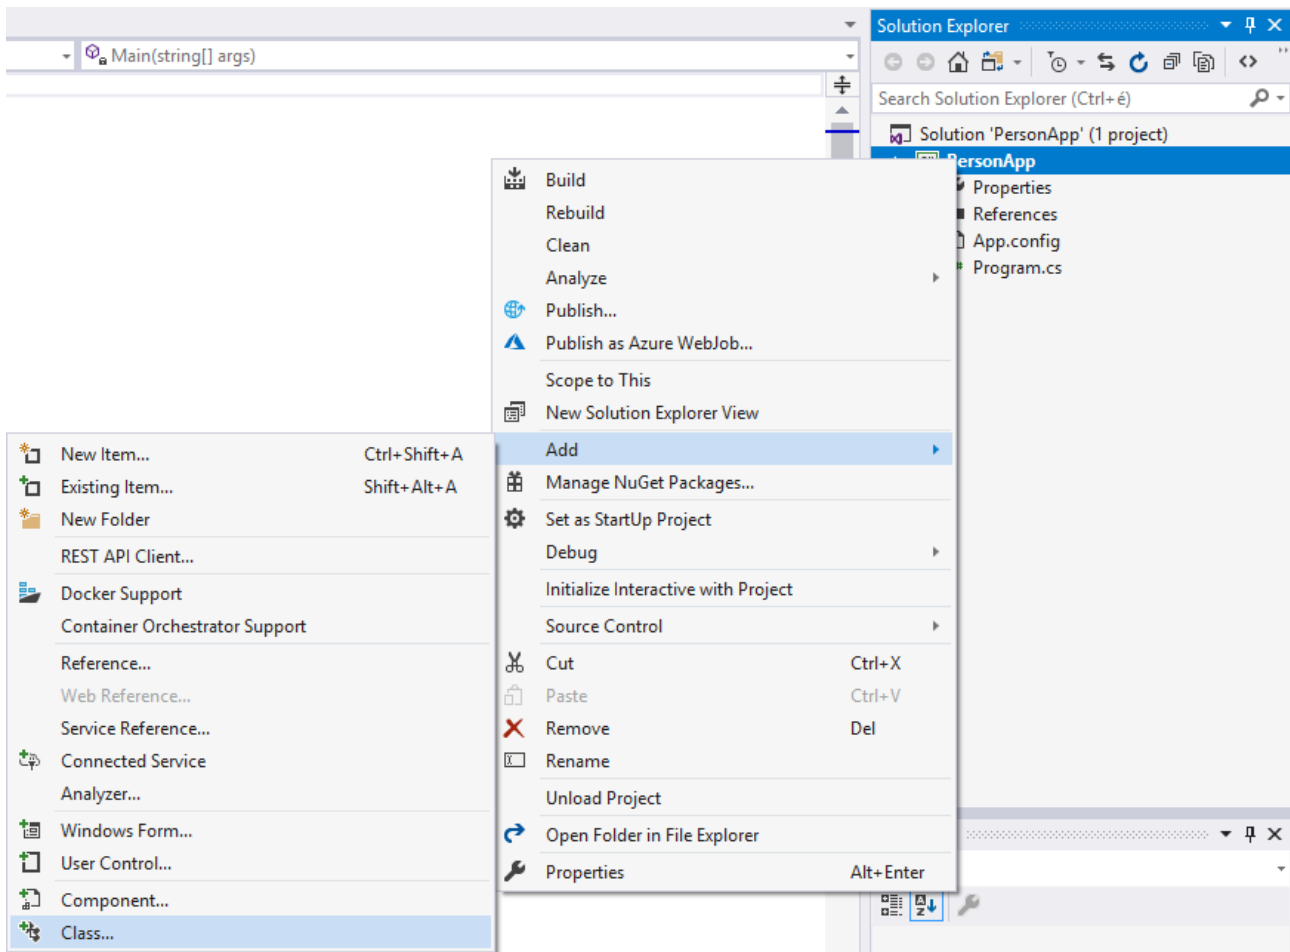 Solution Explorer
Main(string[] args)
Search Solution Explorer (Ctrl+é)
Solution 'PersonApp' (1 project)
PersonApp
Properties
References
App.config
Program.cs
Build
Rebuild
Clean
Analyze
Publish...
Publish as Azure WebJob...
Scope to This
New Solution Explorer View
Add
Manage NuGet Packages...
Set as StartUp Project
Debug
Initialize Interactive with Project
Source Control
Cut Ctrl+X
Paste Ctrl+V
Remove Del
Rename
Unload Project
Open Folder in File Explorer
Properties Alt+Enter
New Item... Ctrl+Shift+A
Existing Item... Shift+Alt+A
New Folder
REST API Client...
Docker Support
Container Orchestrator Support
Reference...
Web Reference...
Service Reference...
Connected Service
Analyzer...
Windows Form...
User Control...
Component...
Class...